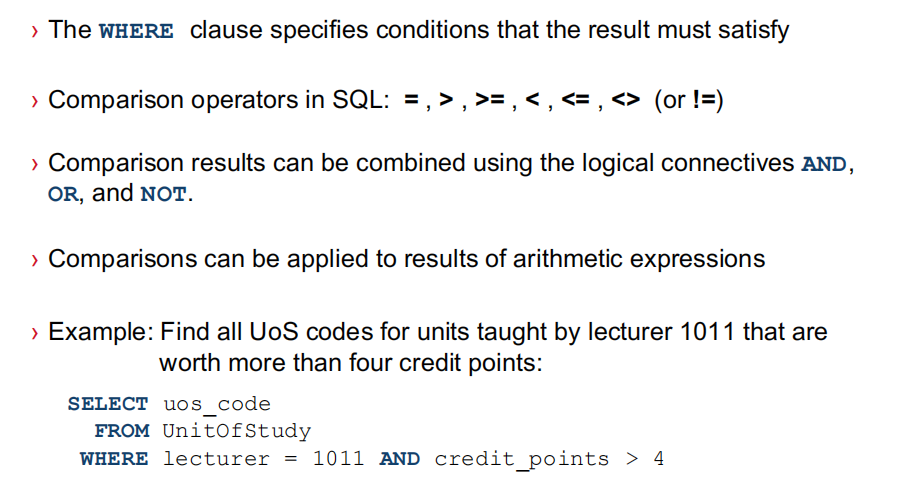 › The WHERE clause specifies conditions that the result must satisfy
› Comparison operators in SQL: = , > , >= , < , <= , <> (or !=)
› Comparison results can be combined using the logical connectives AND,
OR, and NOT.
› Comparisons can be applied to results of arithmetic expressions
› Example: Find all UoS codes for units taught by lecturer 1011 that are
worth more than four credit points:
SELECT uos_code
FROM UnitOfStudy
WHERE lecturer = 1011 AND credit_points > 4